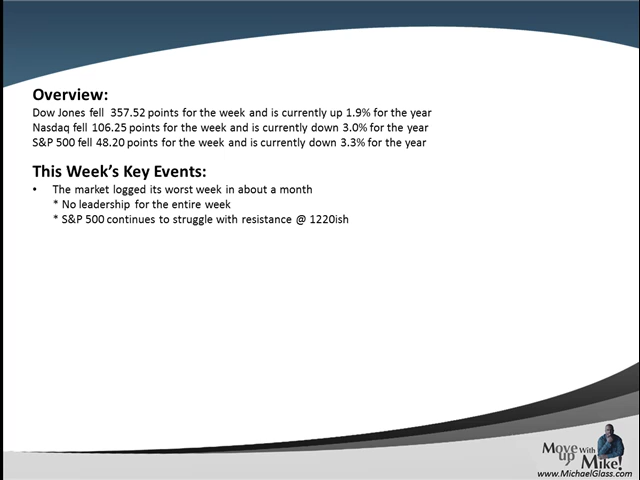 Overview:
Dow Jones fell 357.52 points for the week and is currently up 1.9% for the year
Nasdaq fell 106.25 points for the week and is currently down 3.0% for the year
S&P 500 fell 48.20 points for the week and is currently down 3.3% for the year
This Week's Key Events:
• The market logged its worst week in about a month
* No leadership for the entire week
* S&P 500 continues to struggle with resistance @ 1220ish
Move up With Mike!
www.MichaelGlass.com